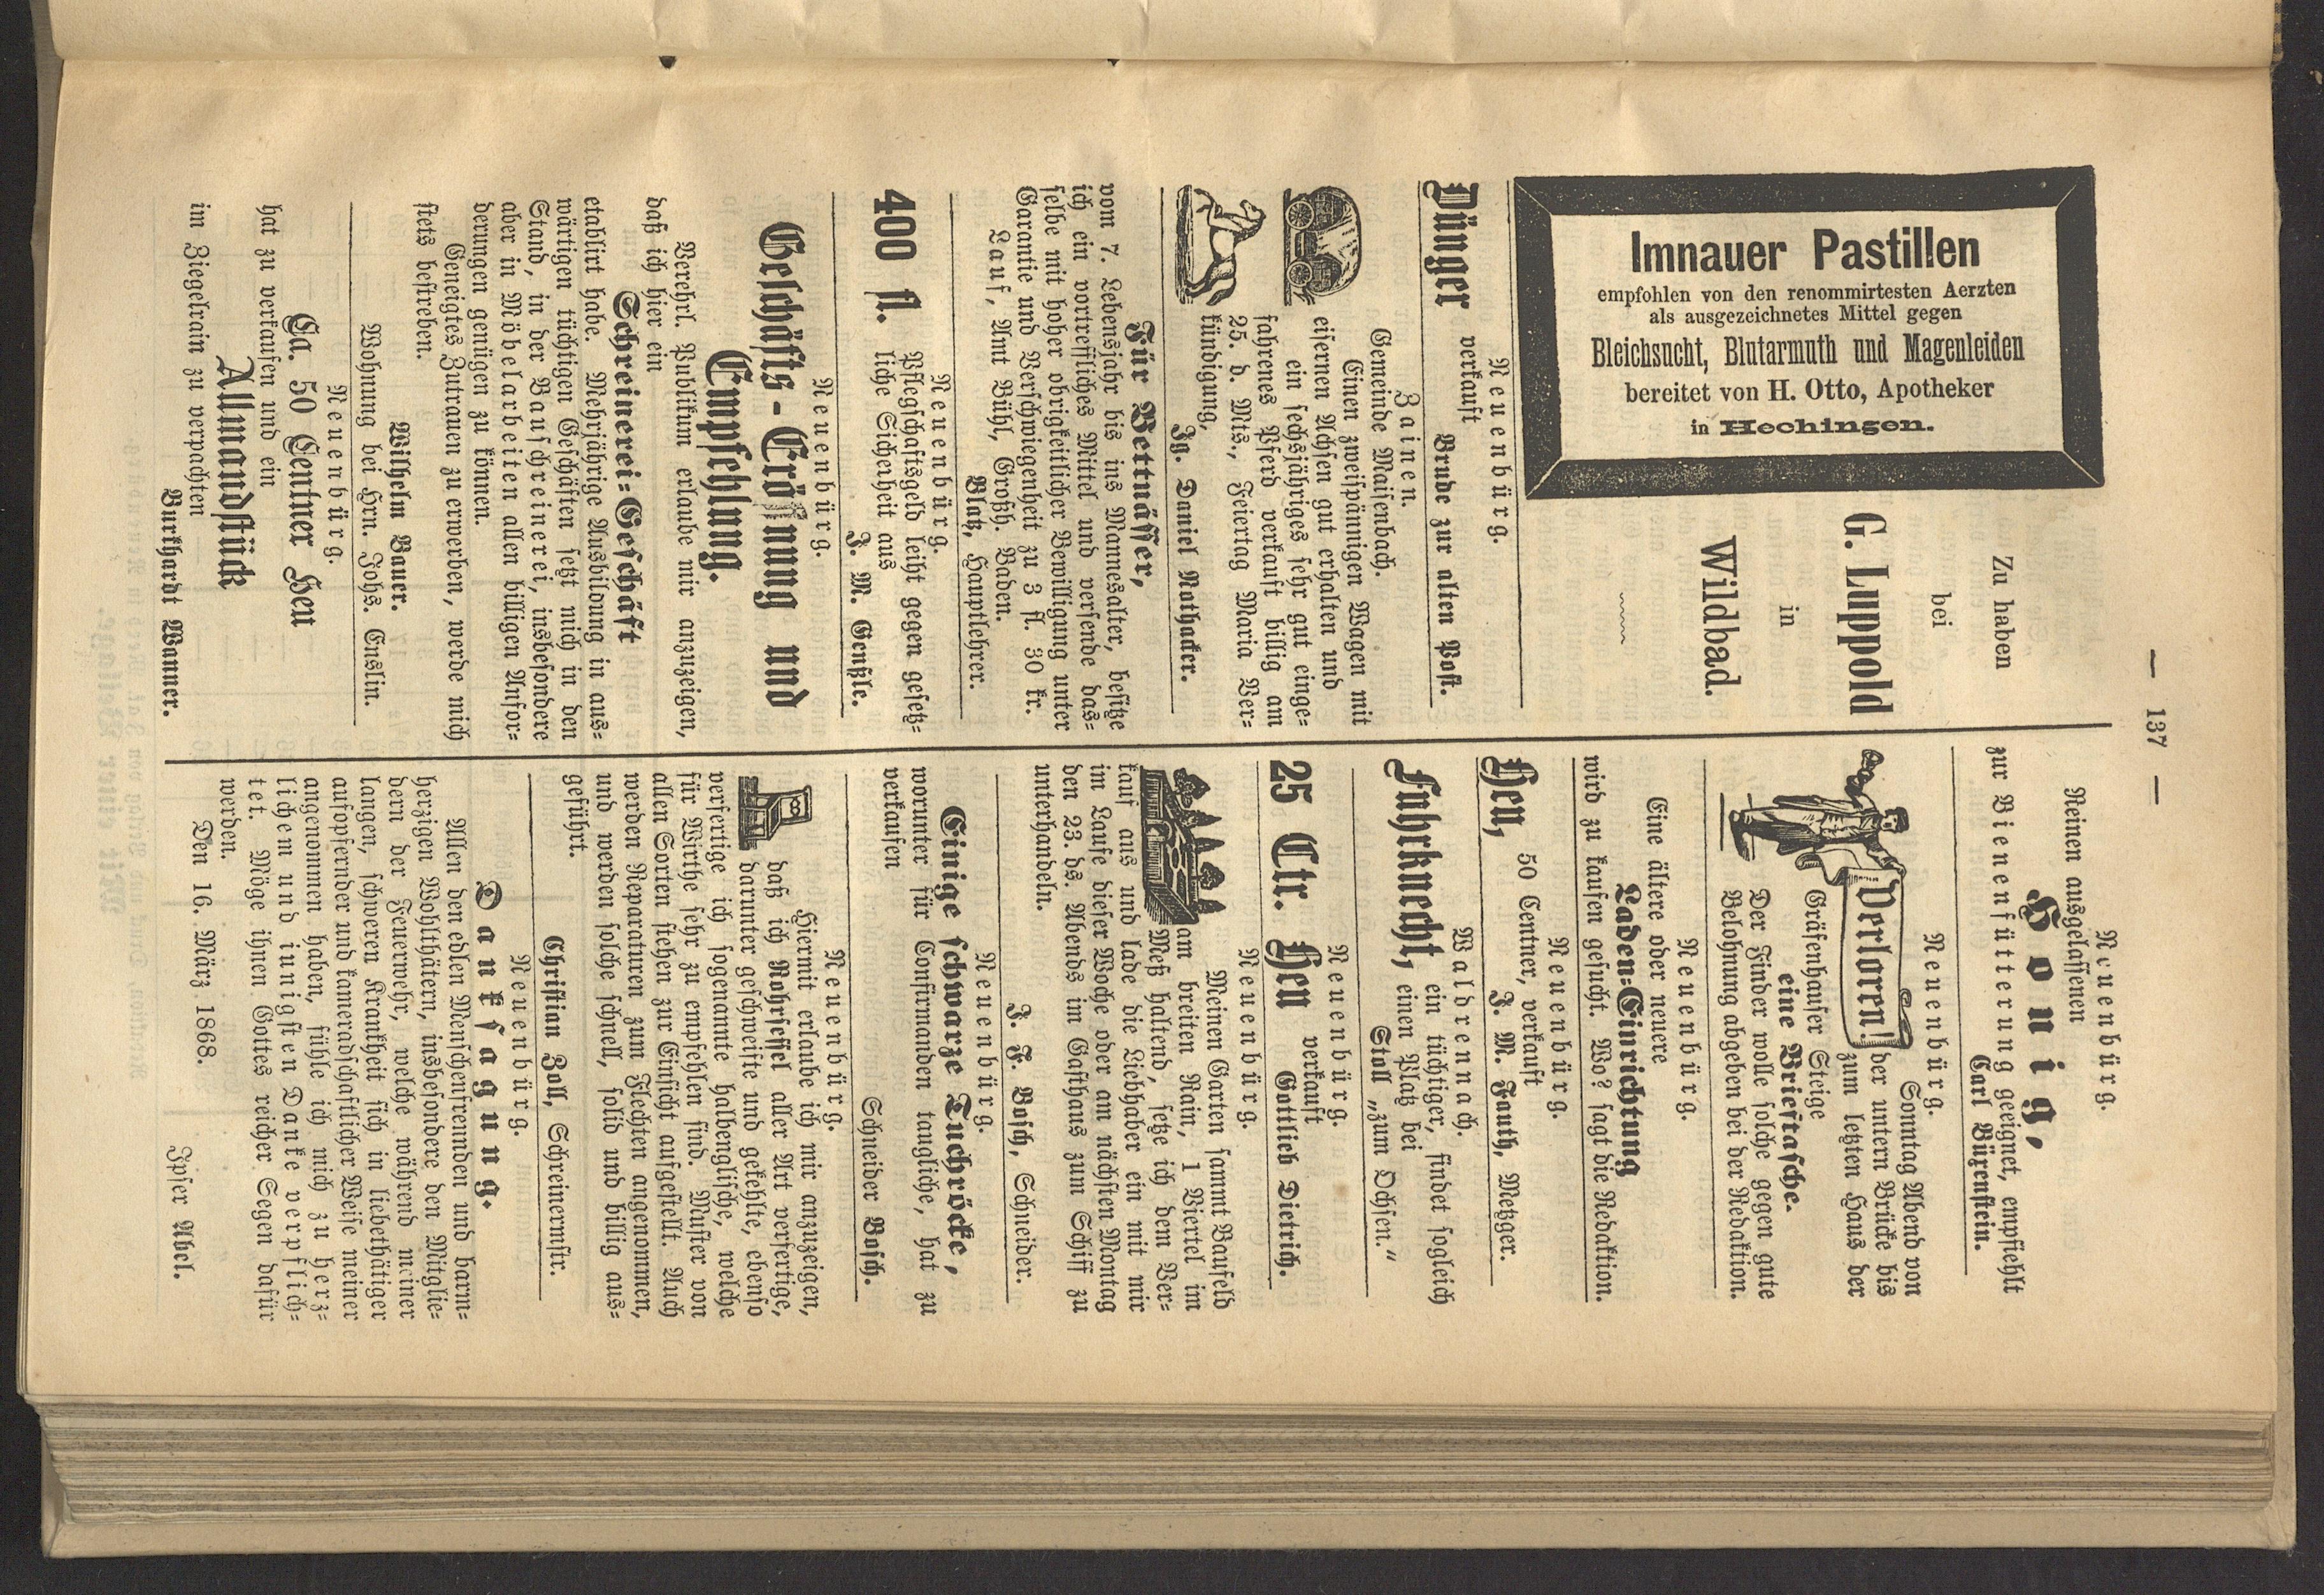 — 137 —
Imnauer Pastillen
empfohlen von den renommirtesten Aerzten
als ausgezeichnetes Mittel gegen
Bleichsucht, Blutarmuth und Magenleiden
bereitet von H. Otto, Apotheker
in Hechingen.
Zu haben
bei
G. Luppold
in
Wildbad.
Neuenbürg.
Dünger verkauft
Brude zur alten Post.
Zainen.
Gemeinde Maisenbach.
Einen zweispännigen Wagen mit
eisernen Achsen gut erhalten und
ein sechsjähriges sehr gut einge-
fahrenes Pferd verkauft billig am
25. d. Mts., Feiertag Maria Ver-
kündigung,
Jg. Daniel Rothacker.
Für Bettnässer,
vom 7. Lebensjahr bis ins Mannesalter, besitze
ich ein vortreffliches Mittel und versende das-
selbe mit hoher obrigkeitlicher Bewilligung unter
Garantie und Verschwiegenheit zu 3 fl. 30 kr.
Lauf, Amt Bühl, Großh. Baden.
Blatz, Hauptlehrer.
Neuenbürg.
400 fl. Pflegschaftsgeld leiht gegen gesetz-
liche Sicherheit aus
J. M. Genßle.
Neuenbürg.
Geschäfts-Eröffnung und
Empfehlung.
Verehrl. Publikum erlaube mir anzuzeigen,
daß ich hier ein
Schreinerei-Geschäft
etablirt habe. Mehrjährige Ausbildung in aus-
wärtigen tüchtigen Geschäften setzt mich in den
Stand, in der Bauschreinerei, insbesondere
aber in Möbelarbeiten allen billigen Anfor-
derungen genügen zu können.
Geneigtes Zutrauen zu erwerben, werde mich
stets bestreben.
Wilhelm Bauer.
Wohnung bei Hrn. Johs. Enslin.
Neuenbürg.
Ca. 50 Centner Heu
hat zu verkaufen und ein
Allmandstück
im Ziegelrain zu verpachten
Burkhardt Wanner.
Neuenbürg.
Meinen ausgelassenen
Honig,
zur Bienenfütterung geeignet, empfiehlt
Carl Bürenstein.
Neuenbürg.
Verloren!
Sonntag Abend von
der untern Brücke bis
zum letzten Haus der
Gräfenhauser Steige
eine Brieftasche.
Der Finder wolle solche gegen gute
Belohnung abgeben bei der Redaktion.
Neuenbürg.
Eine ältere oder neuere
Laden-Einrichtung
wird zu kaufen gesucht. Wo? sagt die Redaktion.
Neuenbürg.
Heu, 50 Centner, verkauft
J. M. Fauth, Metzger.
Waldrennach.
Fuhrknecht, ein tüchtiger, findet sogleich
einen Platz bei
Stoll „zum Ochsen.“
Neuenbürg.
25 Ctr. Heu verkauft
Gottlieb Dietrich.
Neuenbürg.
Meinen Garten sammt Baufeld
am breiten Rain, 1 Viertel im
Meß haltend, setze ich dem Ver-
kauf aus und lade die Liebhaber ein mit mir
im Laufe dieser Woche oder am nächsten Montag
den 23. ds. Abends im Gasthaus zum Schiff zu
unterhandeln.
J. F. Bosch, Schneider.
Neuenbürg.
Einige schwarze Tuchröcke,
worunter für Confirmanden taugliche, hat zu
verkaufen
Schneider Bosch.
Neuenbürg.
Hiermit erlaube ich mir anzuzeigen,
daß ich Rohrsessel aller Art verfertige,
darunter geschweifte und gekehlte, ebenso
verfertige ich sogenannte halbenglische, welche
für Wirthe sehr zu empfehlen sind. Muster von
allen Sorten stehen zur Einsicht aufgestellt. Auch
werden Reparaturen zum Flechten angenommen,
und werden solche schnell, solid und billig aus-
geführt.
Christian Zoll, Schreinermstr.
Neuenbürg.
Danksagung.
Allen den edlen Menschenfreunden und barm-
herzigen Wohlthätern, insbesondere den Mitglie-
dern der Feuerwehr, welche während meiner
langen, schweren Krankheit sich in liebethätiger
aufopfernder und kameradschaftlicher Weise meiner
angenommen haben, fühle ich mich zu herz-
lichem und innigsten Danke verpflich-
tet. Möge ihnen Gottes reicher Segen dafür
werden.
Den 16. März 1868.
Ipser Abel.